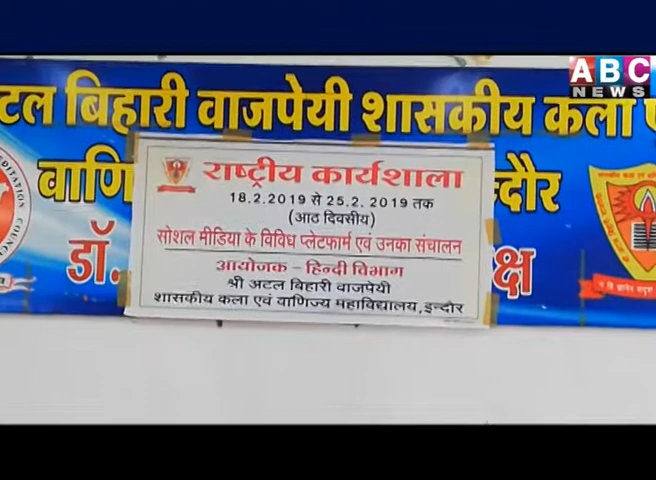 ABC
NEWS
अटल बिहारी वाजपेयी शासकीय कला
वाणि
न्दौर
डॉ.
क्ष
राष्ट्रीय कार्यशाला
18.2.2019 से 25.2. 2019 तक
(आठ दिवसीय)
सोशल मीडिया के विविध प्लेटफार्म एवं उनका संचालन
आयोजक - हिन्दी विभाग
श्री अटल बिहारी वाजपेयी
शासकीय कला एवं वाणिज्य महाविद्यालय,इन्दौर